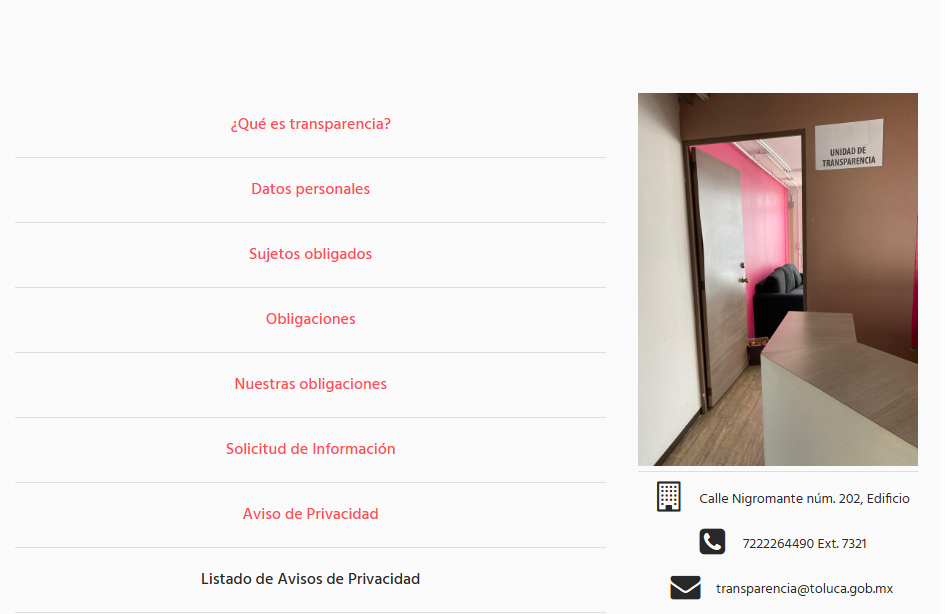 ¿Qué es transparencia?
Datos personales
Sujetos obligados
Obligaciones
Nuestras obligaciones
Solicitud de Información
Aviso de Privacidad
Listado de Avisos de Privacidad
UNIDAD DE
TRANSPARENCIA
Calle Nigromante núm. 202, Edificio
7222264490 Ext. 7321
transparencia@toluca.gob.mx